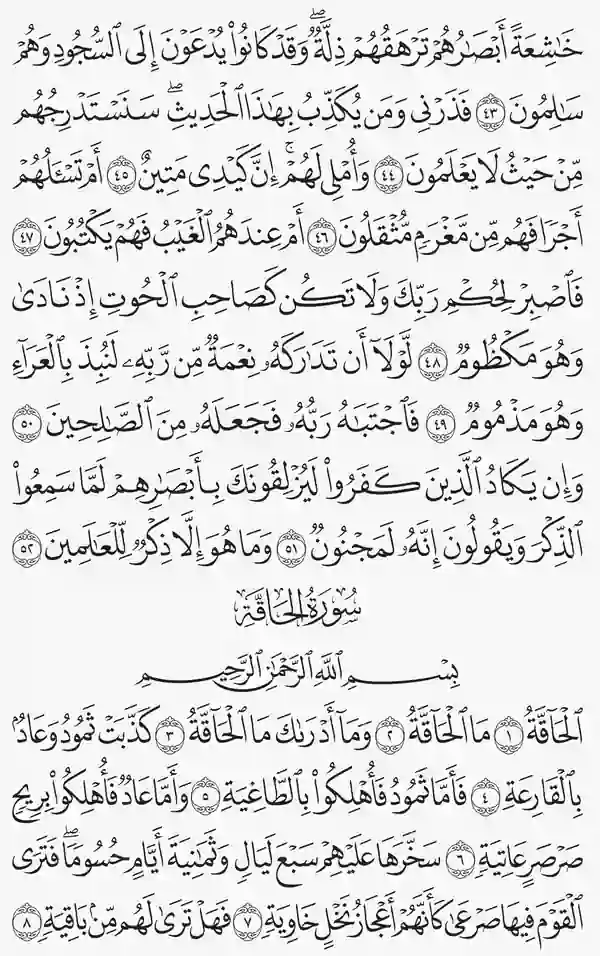 خَٰشِعَةً أَبْصَٰرُهُمْ تَرْهَقُهُمْ ذِلَّةٌۖ وَقَدْ كَانُوا۟ يُدْعَوْنَ إِلَى ٱلسُّجُودِ وَهُمْ
سَٰلِمُونَ ٤٣ فَذَرْنِى وَمَن يُكَذِّبُ بِهَٰذَا ٱلْحَدِيثِۖ سَنَسْتَدْرِجُهُم
مِّنْ حَيْثُ لَا يَعْلَمُونَ ٤٤ وَأُمْلِى لَهُمْۚ إِنَّ كَيْدِى مَتِينٌ ٤٥ أَمْ تَسْـَٔلُهُمْ
أَجْرًا فَهُم مِّن مَّغْرَمٍ مُّثْقَلُونَ ٤٦ أَمْ عِندَهُمُ ٱلْغَيْبُ فَهُمْ يَكْتُبُونَ ٤٧
فَٱصْبِرْ لِحُكْمِ رَبِّكَ وَلَا تَكُن كَصَاحِبِ ٱلْحُوتِ إِذْ نَادَىٰ
وَهُوَ مَكْظُومٌ ٤٨ لَّوْلَآ أَن تَدَٰرَكَهُۥ نِعْمَةٌ مِّن رَّبِّهِۦ لَنُبِذَ بِٱلْعَرَآءِ
وَهُوَ مَذْمُومٌ ٤٩ فَٱجْتَبَٰهُ رَبُّهُۥ فَجَعَلَهُۥ مِنَ ٱلصَّٰلِحِينَ ٥٠
وَإِن يَكَادُ ٱلَّذِينَ كَفَرُوا۟ لَيُزْلِقُونَكَ بِأَبْصَٰرِهِمْ لَمَّا سَمِعُوا۟
ٱلذِّكْرَ وَيَقُولُونَ إِنَّهُۥ لَمَجْنُونٌ ٥١ وَمَا هُوَ إِلَّا ذِكْرٌ لِّلْعَٰلَمِينَ ٥٢
سُورَةُ الحَاقَّةِ
بِسْمِ ٱللَّهِ ٱلرَّحْمَٰنِ ٱلرَّحِيمِ
ٱلْحَآقَّةُ ١ مَا ٱلْحَآقَّةُ ٢ وَمَآ أَدْرَىٰكَ مَا ٱلْحَآقَّةُ ٣ كَذَّبَتْ ثَمُودُ وَعَادٌۢ
بِٱلْقَارِعَةِ ٤ فَأَمَّا ثَمُودُ فَأُهْلِكُوا۟ بِٱلطَّاغِيَةِ ٥ وَأَمَّا عَادٌ فَأُهْلِكُوا۟ بِرِيحٍ
صَرْصَرٍ عَاتِيَةٍ ٦ سَخَّرَهَا عَلَيْهِمْ سَبْعَ لَيَالٍ وَثَمَٰنِيَةَ أَيَّامٍ حُسُومًاۖ فَتَرَى
ٱلْقَوْمَ فِيهَا صَرْعَىٰ كَأَنَّهُمْ أَعْجَازُ نَخْلٍ خَاوِيَةٍ ٧ فَهَلْ تَرَىٰ لَهُم مِّنۢ بَاقِيَةٍ ٨